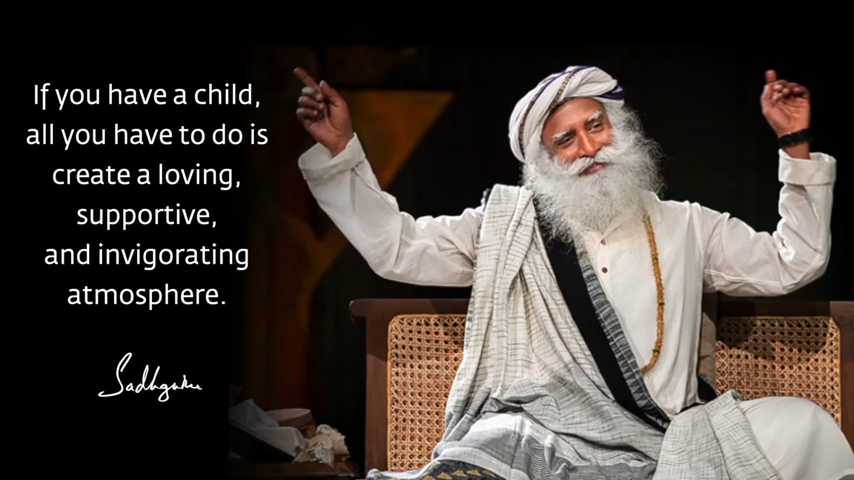 If you have a child,
all you have to do is
create a loving,
supportive,
and invigorating
atmosphere.
Sadhguru